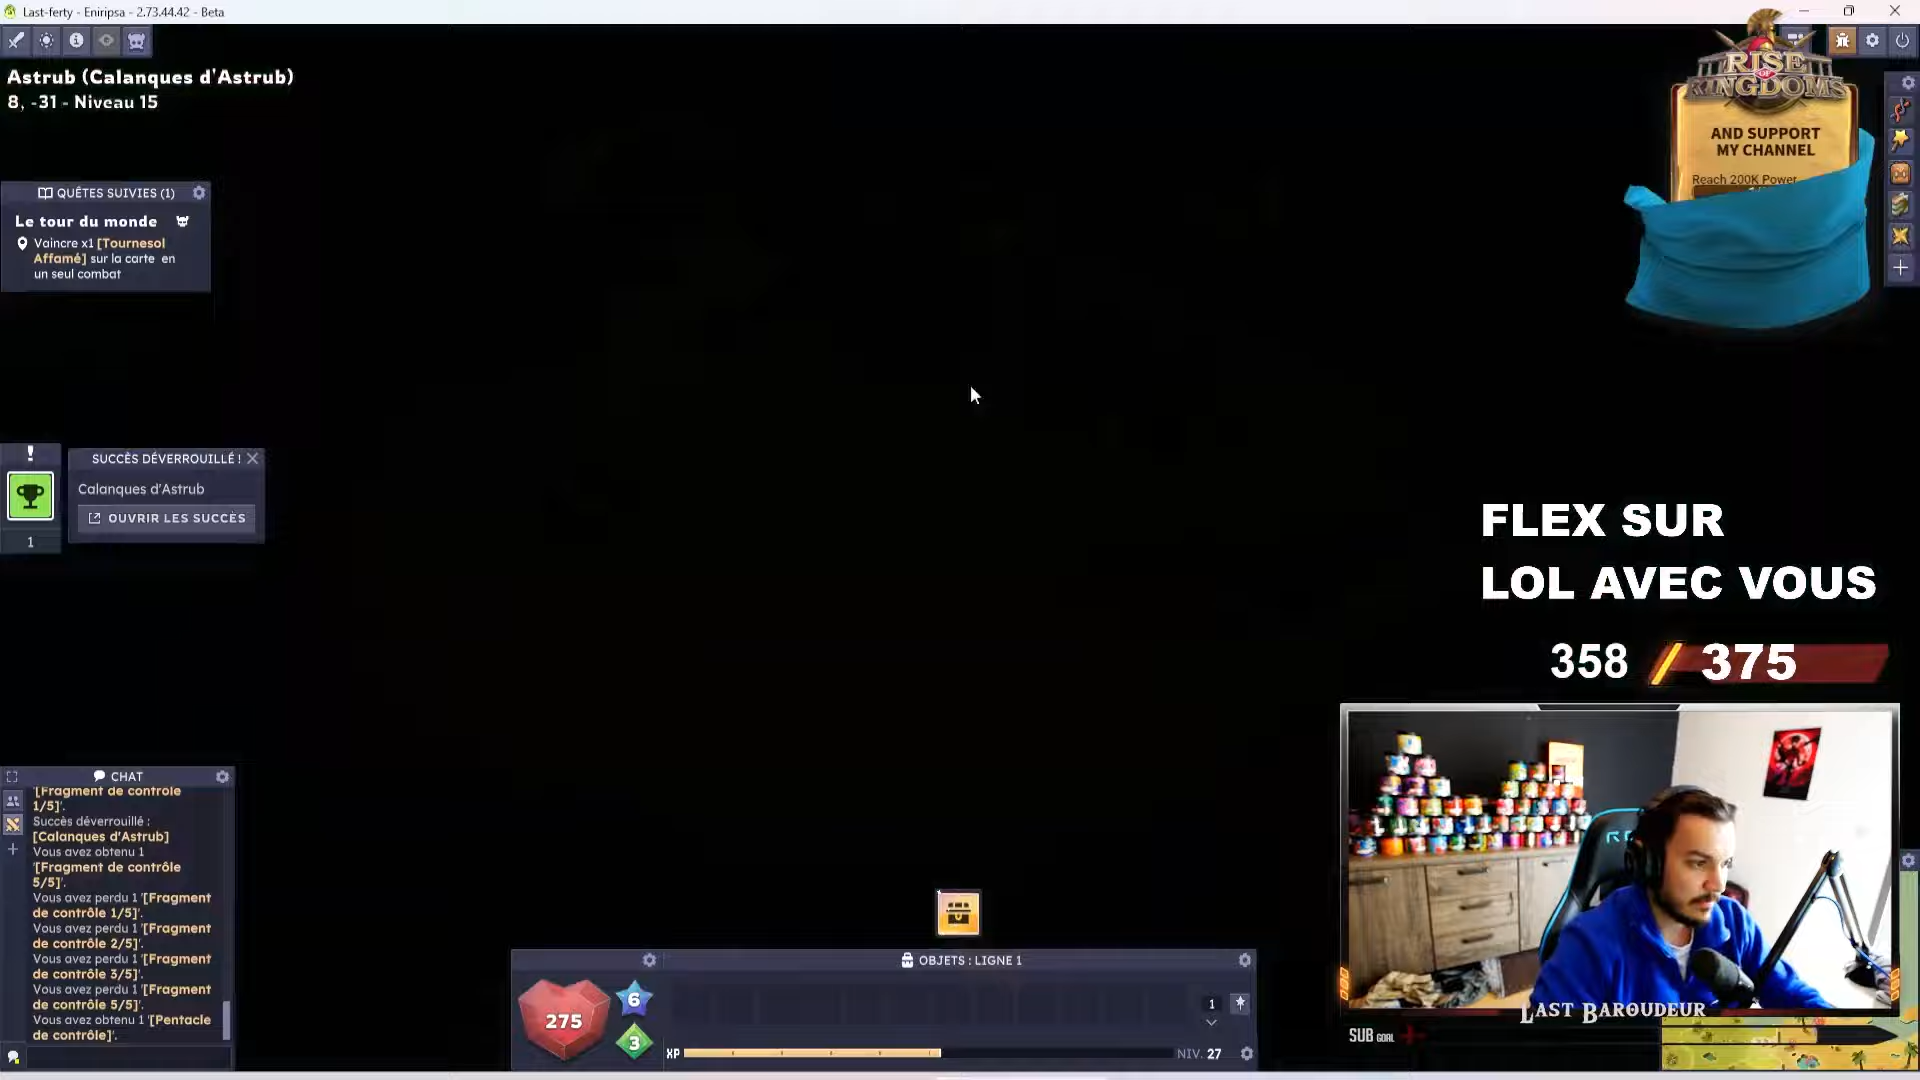 Last-ferty - Eniripsa - 2.73.44.42 - Beta
Astrub (Calanques d'Astrub)
8, -31 - Niveau 15
RISE
OF
KINGDOMS
AND SUPPORT
MY CHANNEL
Reach 200K Power
QUÊTES SUIVIES (1)
Le tour du monde
Vaincre x1 [Tournesol
Affamé] sur la carte en
un seul combat
SUCCÈS DÉVERROUILLÉ !
Calanques d'Astrub
OUVRIR LES SUCCÈS
1
FLEX SUR
LOL AVEC VOUS
358 / 375
CHAT
'[Fragment de contrôle
1/5]'.
Succès déverrouillé :
[Calanques d'Astrub]
Vous avez obtenu 1
'[Fragment de contrôle
5/5]'.
Vous avez perdu 1 '[Fragment
de contrôle 1/5]'.
Vous avez perdu 1 '[Fragment
de contrôle 2/5]'.
Vous avez perdu 1 '[Fragment
de contrôle 3/5]'.
Vous avez perdu 1 '[Fragment
de contrôle 5/5]'.
Vous avez obtenu 1 '[Pentacle
de contrôle]'.
OBJETS : LIGNE 1
275
6
3
1
XP
NIV. 27
LAST BAROUDEUR
SUB GOAL